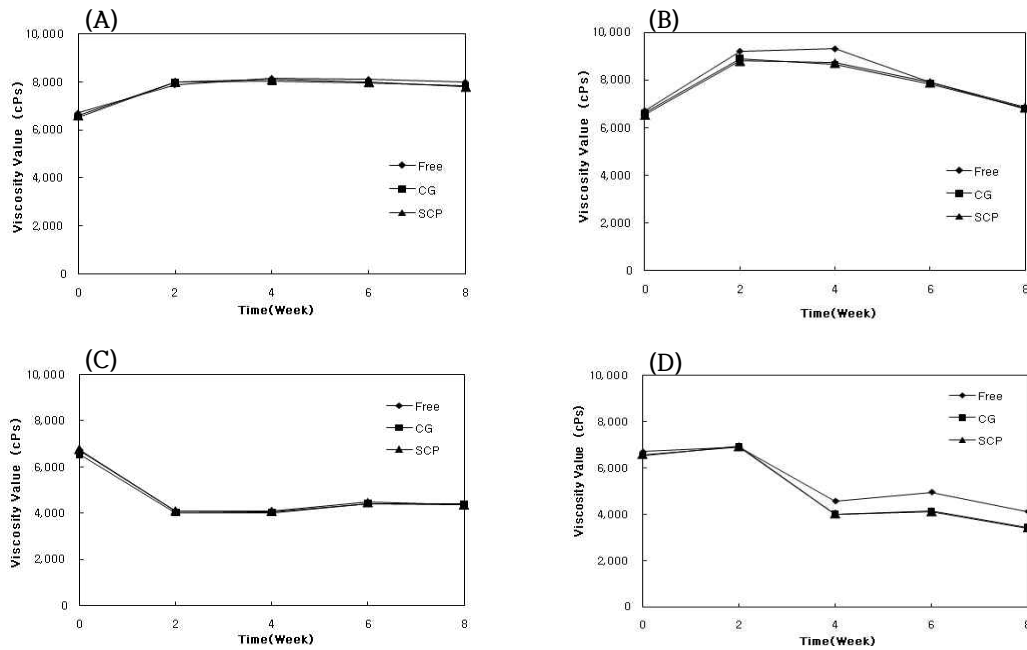 (A)
Viscosity Value (cPs)
10,000
8,000
6,000
4,000
2,000
0
Free
CG
SCP
0 2 4 6 8
Time(Week)
(B)
Viscosity Value (cPs)
10,000
8,000
6,000
4,000
2,000
0
Free
CG
SCP
0 2 4 6 8
Time(Week)
(C)
Viscosity Value (cPs)
10,000
8,000
6,000
4,000
2,000
0
Free
CG
SCP
0 2 4 6 8
Time(Week)
(D)
Viscosity Value (cPs)
10,000
8,000
6,000
4,000
2,000
0
Free
CG
SCP
0 2 4 6 8
Time(Week)